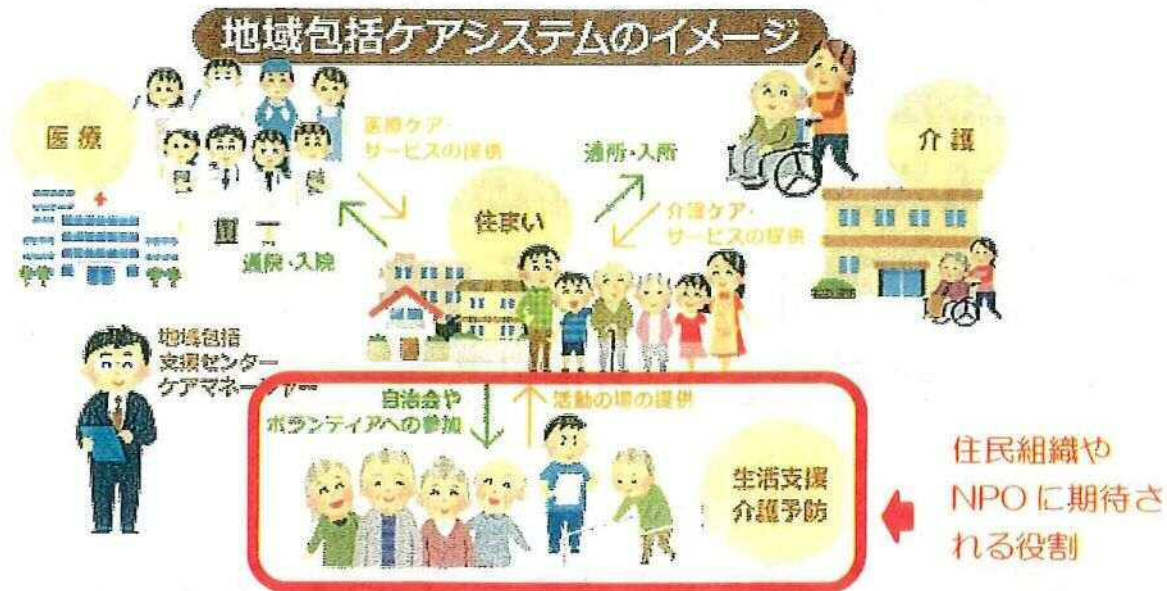 地域包括ケアシステムのイメージ
医療
医療ケア・
サービスの提供
通院・入院
住まい
通所・入所
介護ケア・
サービスの提供
介護
地域包括
支援センター
ケアマネージャー
自治会や
ボランティアへの参加
活動の場の提供
生活支援
介護予防
住民組織や
NPOに期待さ
れる役割